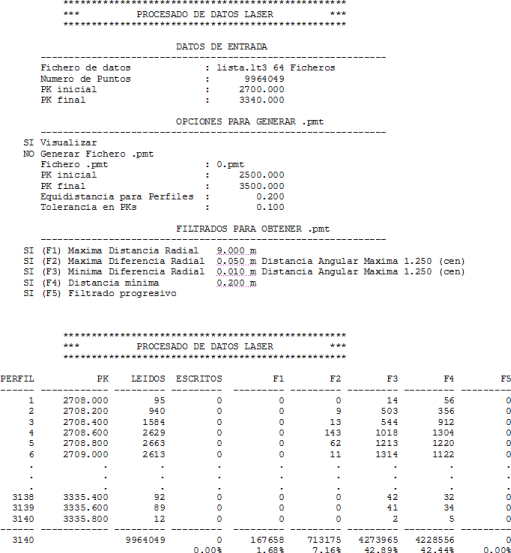 *************************************************
*** PROCESADO DE DATOS LASER ***
*************************************************
DATOS DE ENTRADA
------------------------------------------------------------
Fichero de datos : lista.lt3 64 Ficheros
Numero de Puntos : 9964049
PK inicial : 2700.000
PK final : 3340.000
OPCIONES PARA GENERAR .pmt
------------------------------------------------------------
SI Visualizar
NO Generar Fichero .pmt
Fichero .pmt : 0.pmt
PK inicial : 2500.000
PK final : 3500.000
Equidistancia para Perfiles : 0.200
Tolerancia en PKs : 0.100
FILTRADOS PARA OBTENER .pmt
------------------------------------------------------------
SI (F1) Maxima Distancia Radial 9.000 m
SI (F2) Maxima Diferencia Radial 0.050 m Distancia Angular Maxima 1.250 (cen)
SI (F3) Minima Diferencia Radial 0.010 m Distancia Angular Maxima 1.250 (cen)
SI (F4) Distancia minima 0.200 m
SI (F5) Filtrado progresivo
*************************************************
*** PROCESADO DE DATOS LASER ***
*************************************************
PERFIL PK LEIDOS ESCRITOS F1 F2 F3 F4 F5
------ ------------ -------- -------- --------- --------- --------- --------- ---------
1 2708.000 95 0 0 0 14 56 0
2 2708.200 940 0 0 9 503 356 0
3 2708.400 1584 0 0 13 544 912 0
4 2708.600 2629 0 0 143 1018 1304 0
5 2708.800 2663 0 0 62 1213 1220 0
6 2709.000 2613 0 0 11 1314 1122 0
. . . . . . . . .
. . . . . . . . .
. . . . . . . . .
3138 3335.400 92 0 0 0 42 32 0
3139 3335.600 89 0 0 0 41 34 0
3140 3335.800 12 0 0 0 2 5 0
------ ------------ -------- -------- --------- --------- --------- --------- ---------
3140 9964049 0 167658 713175 4273965 4228556 0
0.00% 1.68% 7.16% 42.89% 42.44% 0.00%